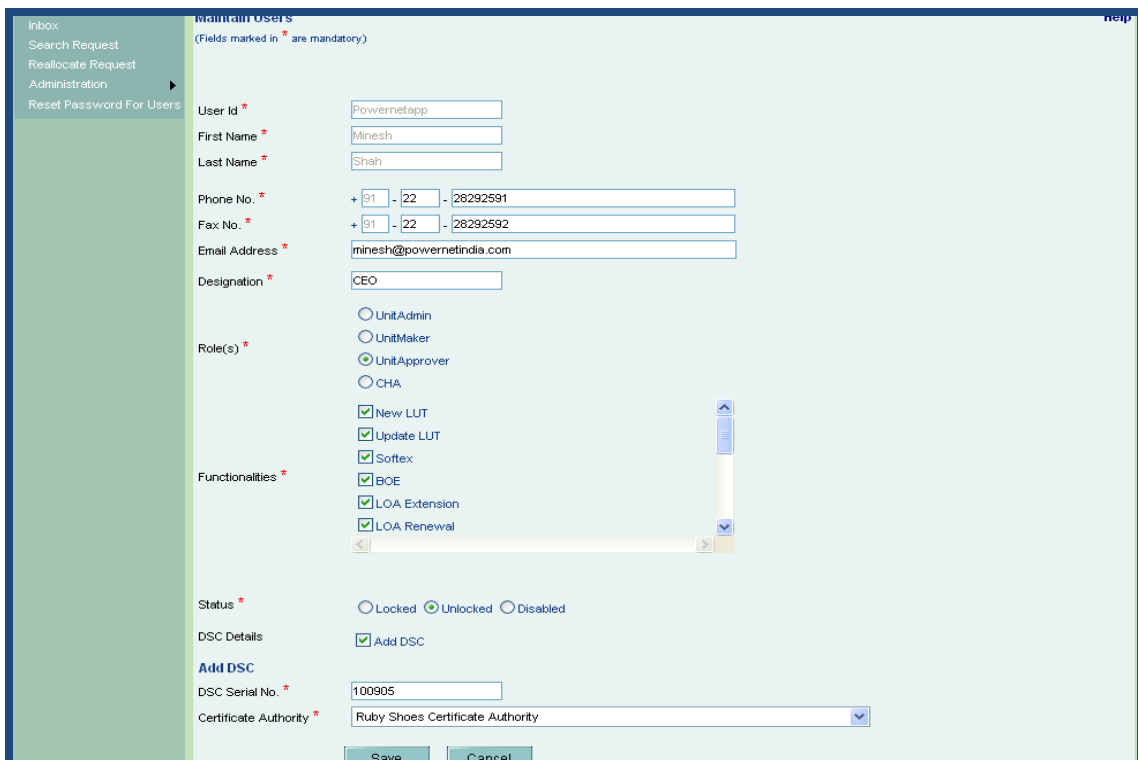 Maintain Users
Help
Inbox
(Fields marked in * are mandatory)
Search Request
Reallocate Request
Administration
Reset Password For Users
User Id * Powernetapp
First Name * Minesh
Last Name * Shah
Phone No. * + 91 - 22 - 28292591
Fax No. * + 91 - 22 - 28292592
Email Address * minesh@powernetindia.com
Designation * CEO
Role(s) *
UnitAdmin
UnitMaker
UnitApprover
CHA
Functionalities *
New LUT
Update LUT
Softex
BOE
LOA Extension
LOA Renewal
Status * Locked Unlocked Disabled
DSC Details Add DSC
Add DSC
DSC Serial No. * 100905
Certificate Authority * Ruby Shoes Certificate Authority
Save Cancel